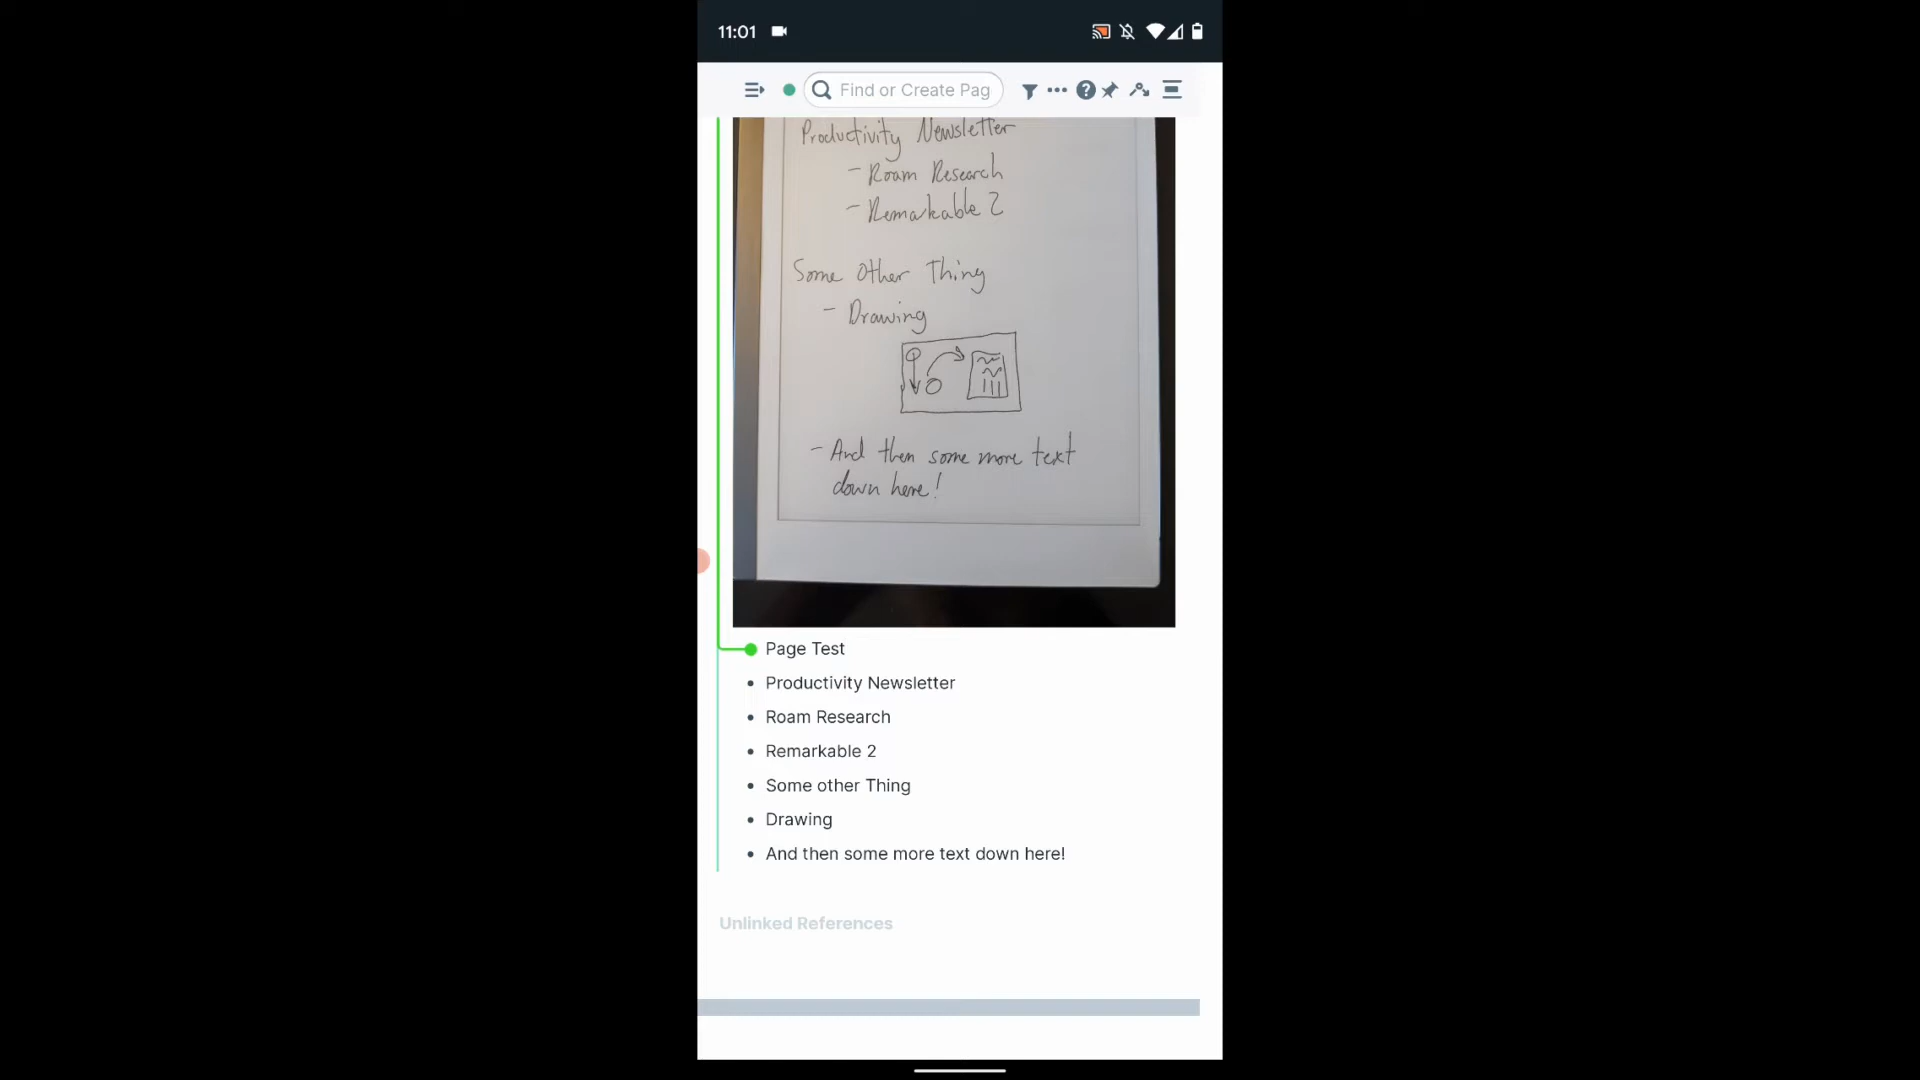 11:01
Find or Create Pag
Productivity Newsletter
- Roam Research
- Remarkable 2
Some Other Thing
- Drawing
- And then some more text
down here!
Page Test
• Productivity Newsletter
• Roam Research
• Remarkable 2
• Some other Thing
• Drawing
• And then some more text down here!
Unlinked References